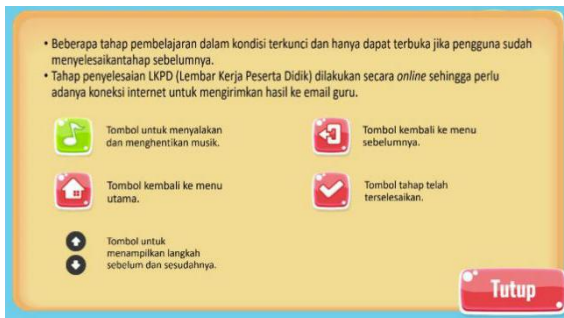 • Beberapa tahap pembelajaran dalam kondisi terkunci dan hanya dapat terbuka jika pengguna sudah
menyelesaikantahap sebelumnya.
• Tahap penyelesaian LKPD (Lembar Kerja Peserta Didik) dilakukan secara online sehingga perlu
adanya koneksi internet untuk mengirimkan hasil ke email guru.
Tombol untuk menyalakan
dan menghentikan musik.
Tombol kembali ke menu
sebelumnya.
Tombol kembali ke menu
utama.
Tombol tahap telah
terselesaikan.
Tombol untuk
menampilkan langkah
sebelum dan sesudahnya.
Tutup